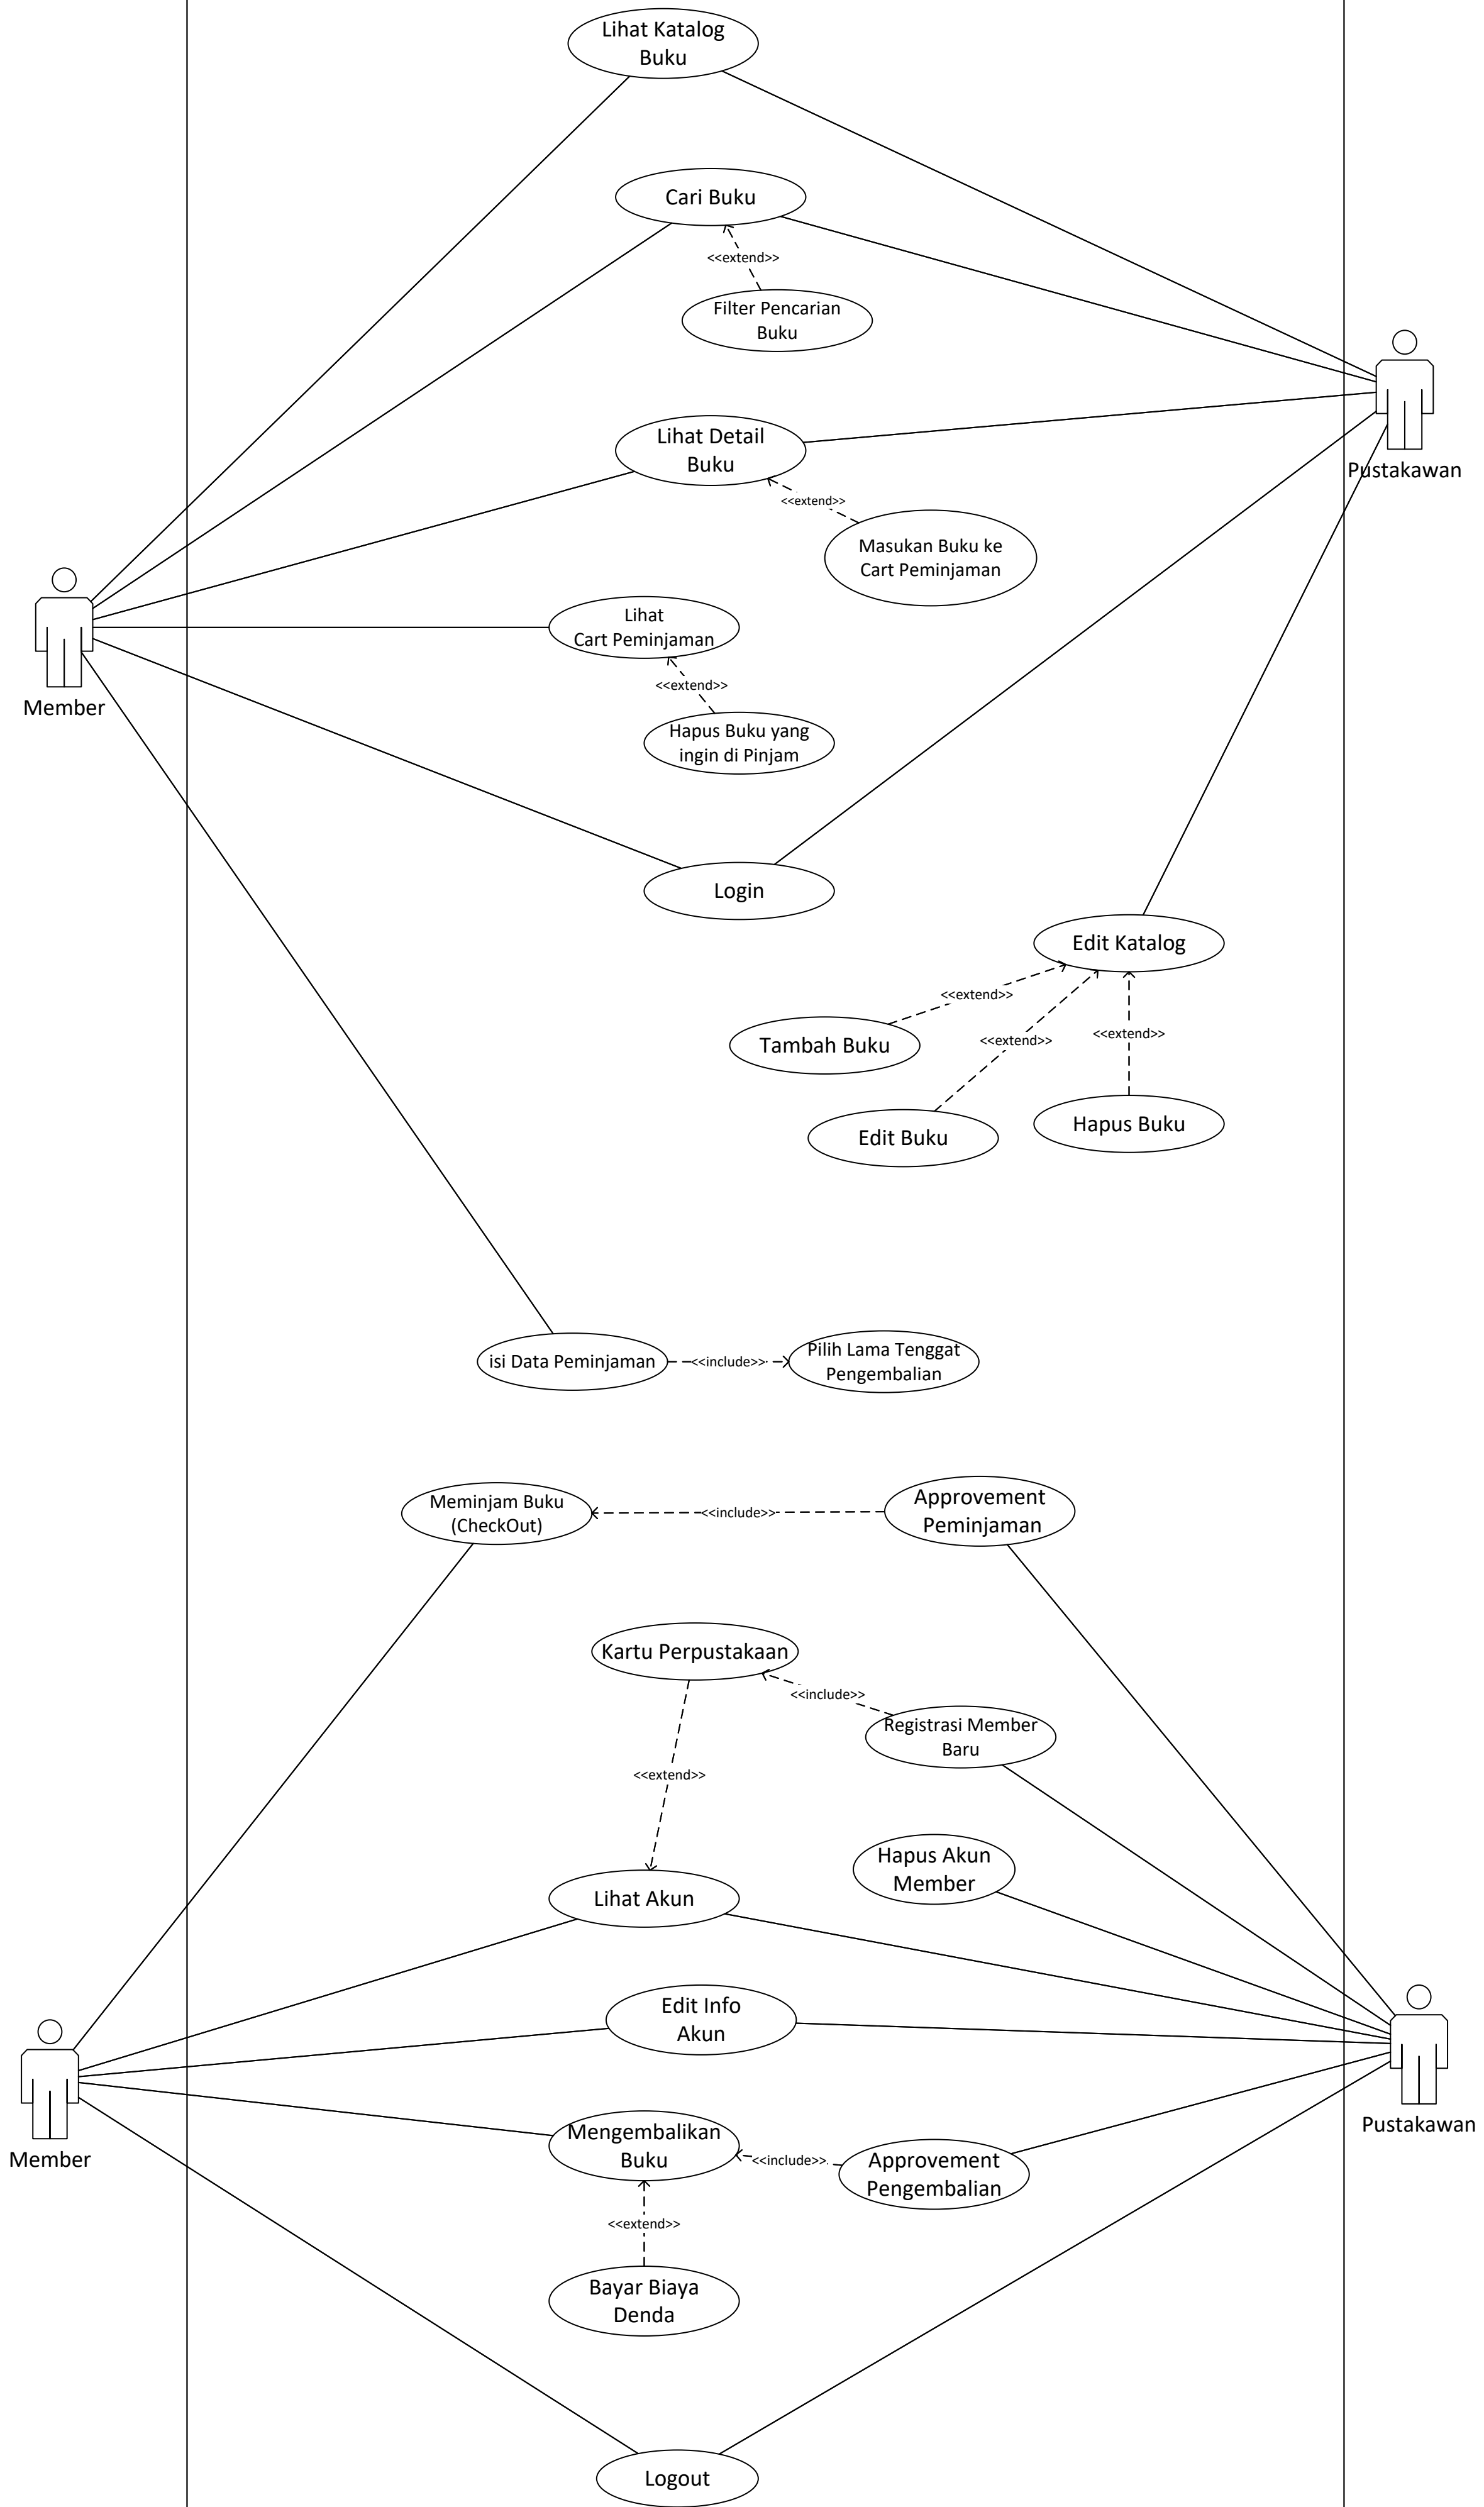 Lihat Katalog
Buku
Cari Buku
<<extend>>
Filter Pencarian
Buku
Lihat Detail
Buku
Pustakawan
<<extend>>
Masukan Buku ke
Cart Peminjaman
Lihat
Cart Peminjaman
<<extend>>
Member
Hapus Buku yang
ingin di Pinjam
Login
Edit Katalog
<<extend>>
<<extend>>
<<extend>>
Tambah Buku
Edit Buku
Hapus Buku
isi Data Peminjaman
<<include>>
Pilih Lama Tenggat
Pengembalian
Meminjam Buku
(CheckOut)
<<include>>
Approvement
Peminjaman
Kartu Perpustakaan
<<include>>
Registrasi Member
Baru
<<extend>>
Hapus Akun
Member
Lihat Akun
Edit Info
Akun
Mengembalikan
Buku
<<include>>
Approvement
Pengembalian
Member
Pustakawan
<<extend>>
Bayar Biaya
Denda
Logout